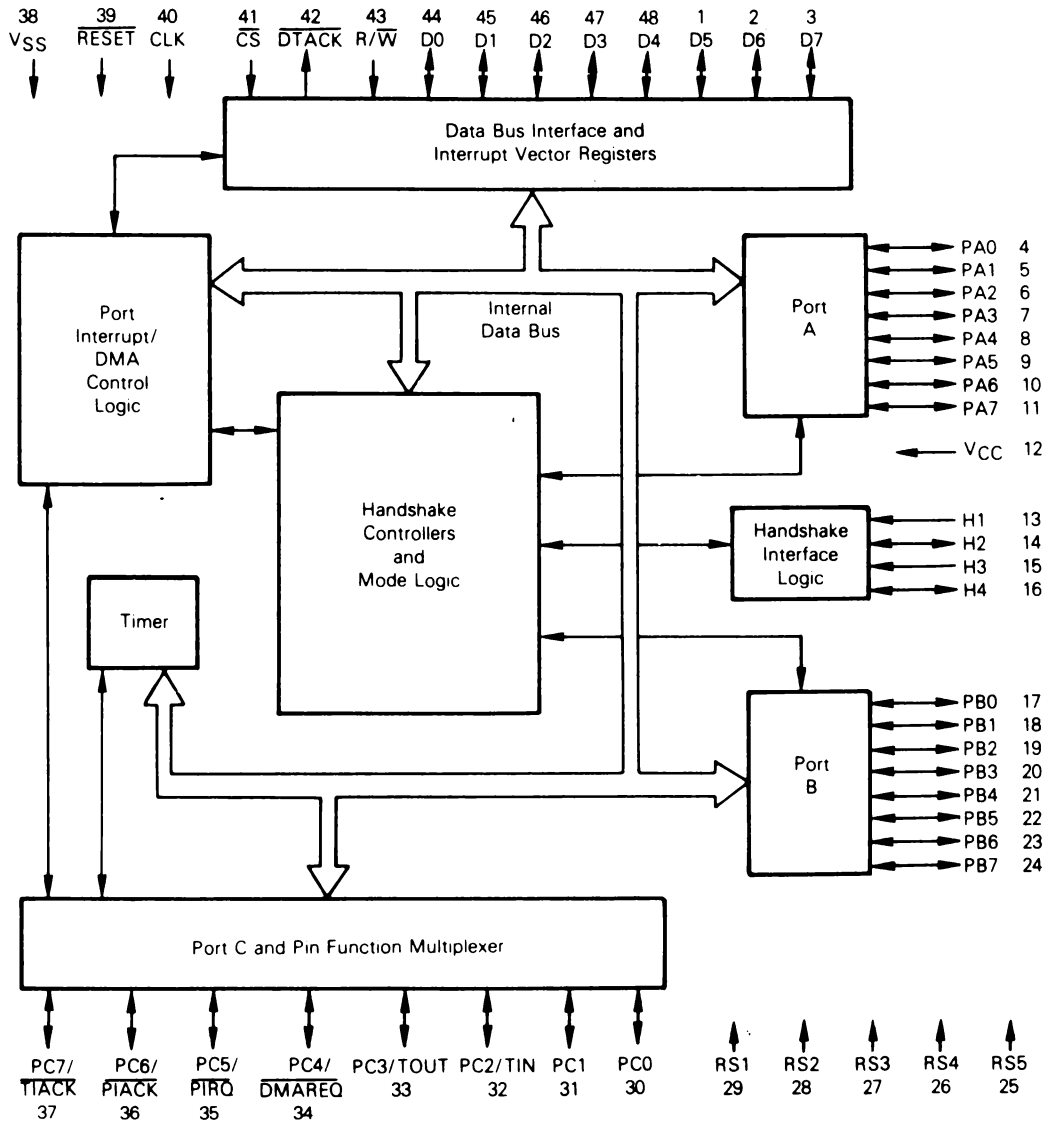 38 39 40 41 42 43 44 45 46 47 48 1 2 3
VSS RESET CLK CS DTACK R/W D0 D1 D2 D3 D4 D5 D6 D7
Data Bus Interface and
Interrupt Vector Registers
Port
Interrupt/
DMA
Control
Logic
Internal
Data Bus
Port
A
PA0 4
PA1 5
PA2 6
PA3 7
PA4 8
PA5 9
PA6 10
PA7 11
VCC 12
Handshake
Controllers
and
Mode Logic
Handshake
Interface
Logic
H1 13
H2 14
H3 15
H4 16
Timer
Port
B
PB0 17
PB1 18
PB2 19
PB3 20
PB4 21
PB5 22
PB6 23
PB7 24
Port C and Pin Function Multiplexer
PC7/ PC6/ PC5/ PC4/ PC3/TOUT PC2/TIN PC1 PC0 RS1 RS2 RS3 RS4 RS5
TIACK PIACK PIRQ DMAREQ 33 32 31 30 29 28 27 26 25
37 36 35 34